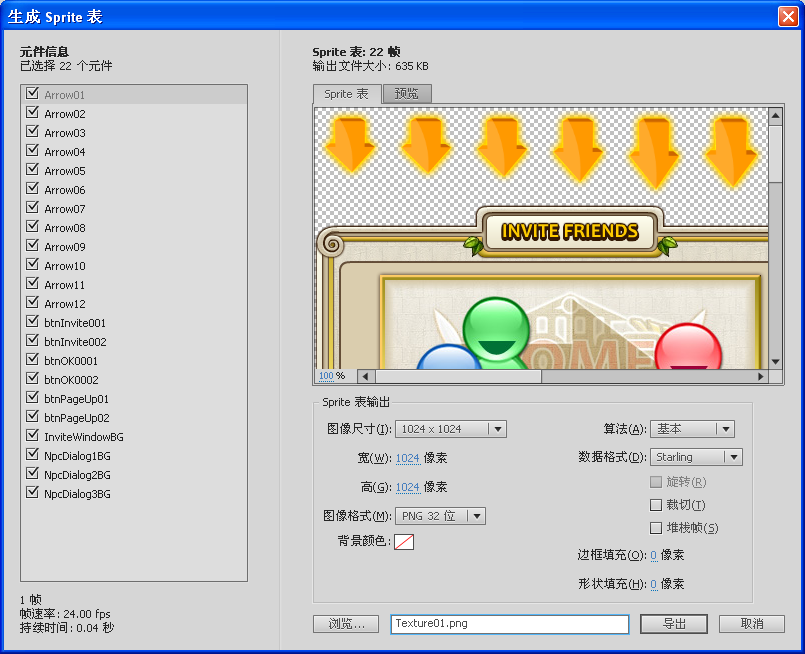 生成 Sprite 表
元件信息
已选择 22 个元件
Arrow01
Arrow02
Arrow03
Arrow04
Arrow05
Arrow06
Arrow07
Arrow08
Arrow09
Arrow10
Arrow11
Arrow12
btnInvite001
btnInvite002
btnOK0001
btnOK0002
btnPageUp01
btnPageUp02
InviteWindowBG
NpcDialog1BG
NpcDialog2BG
NpcDialog3BG
1 帧
帧速率: 24.00 fps
持续时间: 0.04 秒
Sprite 表: 22 帧
输出文件大小: 635 KB
Sprite 表 预览
INVITE FRIENDS
OME
100 %
Sprite 表输出
图像尺寸(I): 1024 x 1024
宽(W): 1024 像素
高(G): 1024 像素
图像格式(M): PNG 32 位
背景颜色:
算法(A): 基本
数据格式(D): Starling
旋转(R)
裁切(T)
堆栈帧(S)
边框填充(O): 0 像素
形状填充(H): 0 像素
浏览... Texture01.png 导出 取消